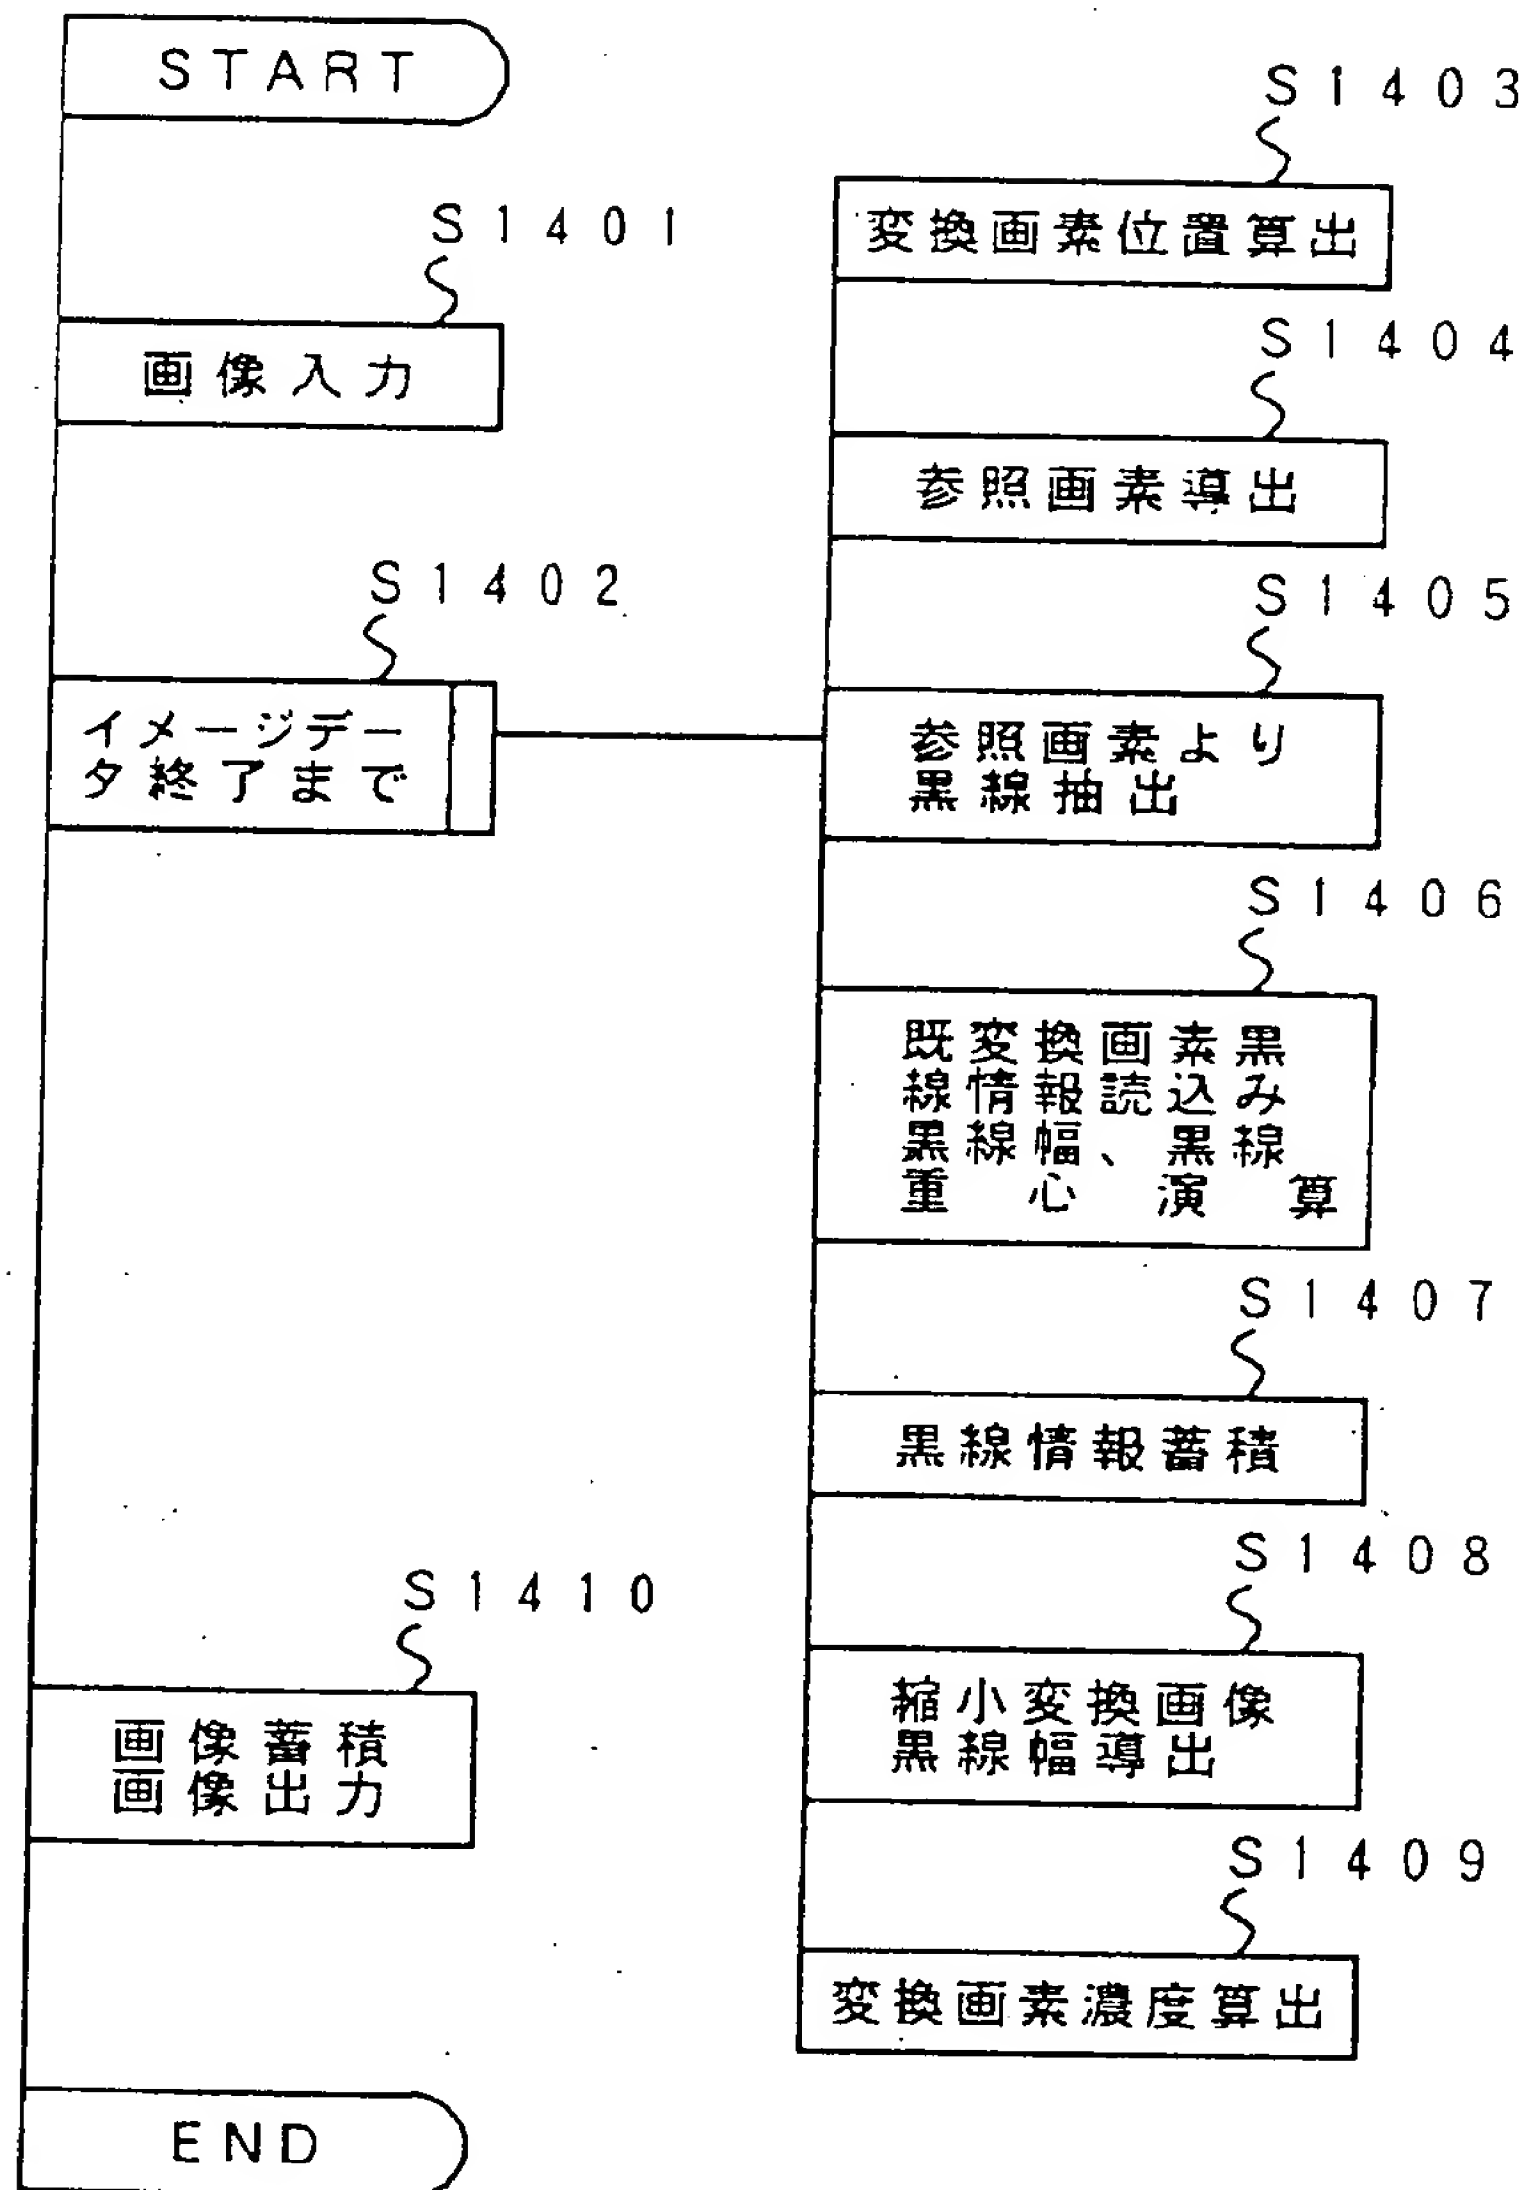 START
S1401
画像入力
S1402
イメージデー
タ終了まで
S1403
変換画素位置算出
S1404
参照画素導出
S1405
参照画素より
黒線抽出
S1406
既変換画素黒
線情報読込み
黒線幅、黒線
重心演算
S1407
黒線情報蓄積
S1408
縮小変換画像
黒線幅導出
S1409
変換画素濃度算出
S1410
画像蓄積
画像出力
END